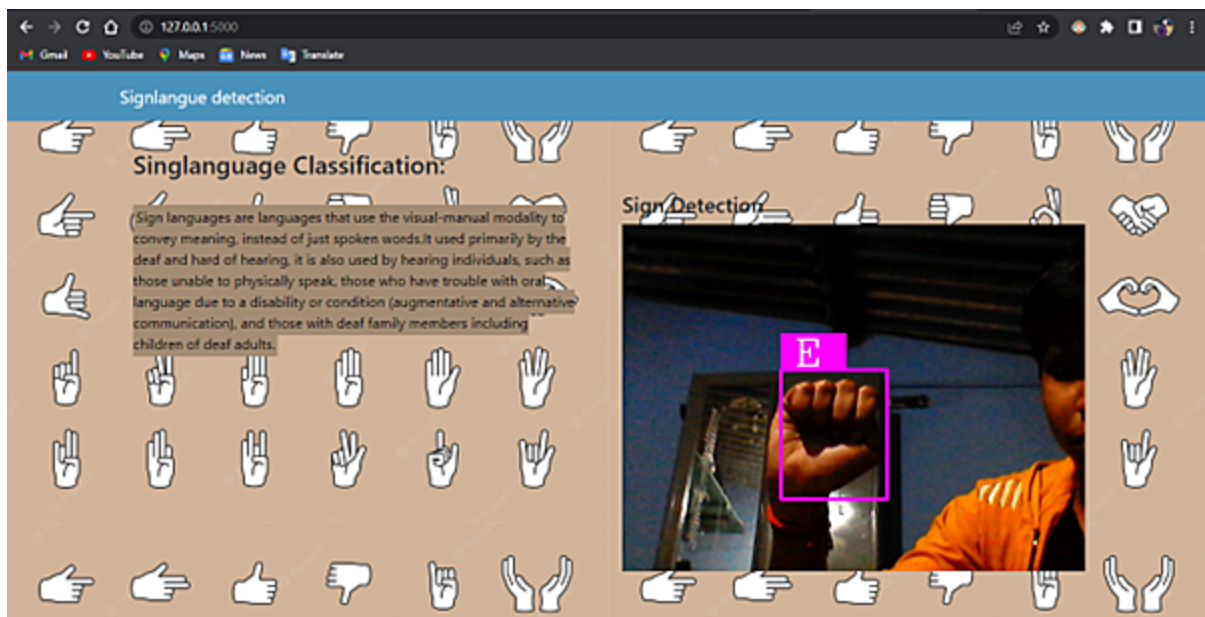 127.0.0.1:5000
Gmail YouTube Maps News Translate
Signlangue detection
Singlanguage Classification:
Sign languages are languages that use the visual-manual modality to
convey meaning, instead of just spoken words.It used primarily by the
deaf and hard of hearing, it is also used by hearing individuals, such as
those unable to physically speak, those who have trouble with oral
language due to a disability or condition (augmentative and alternative
communication), and those with deaf family members including
children of deaf adults.
Sign Detection
E